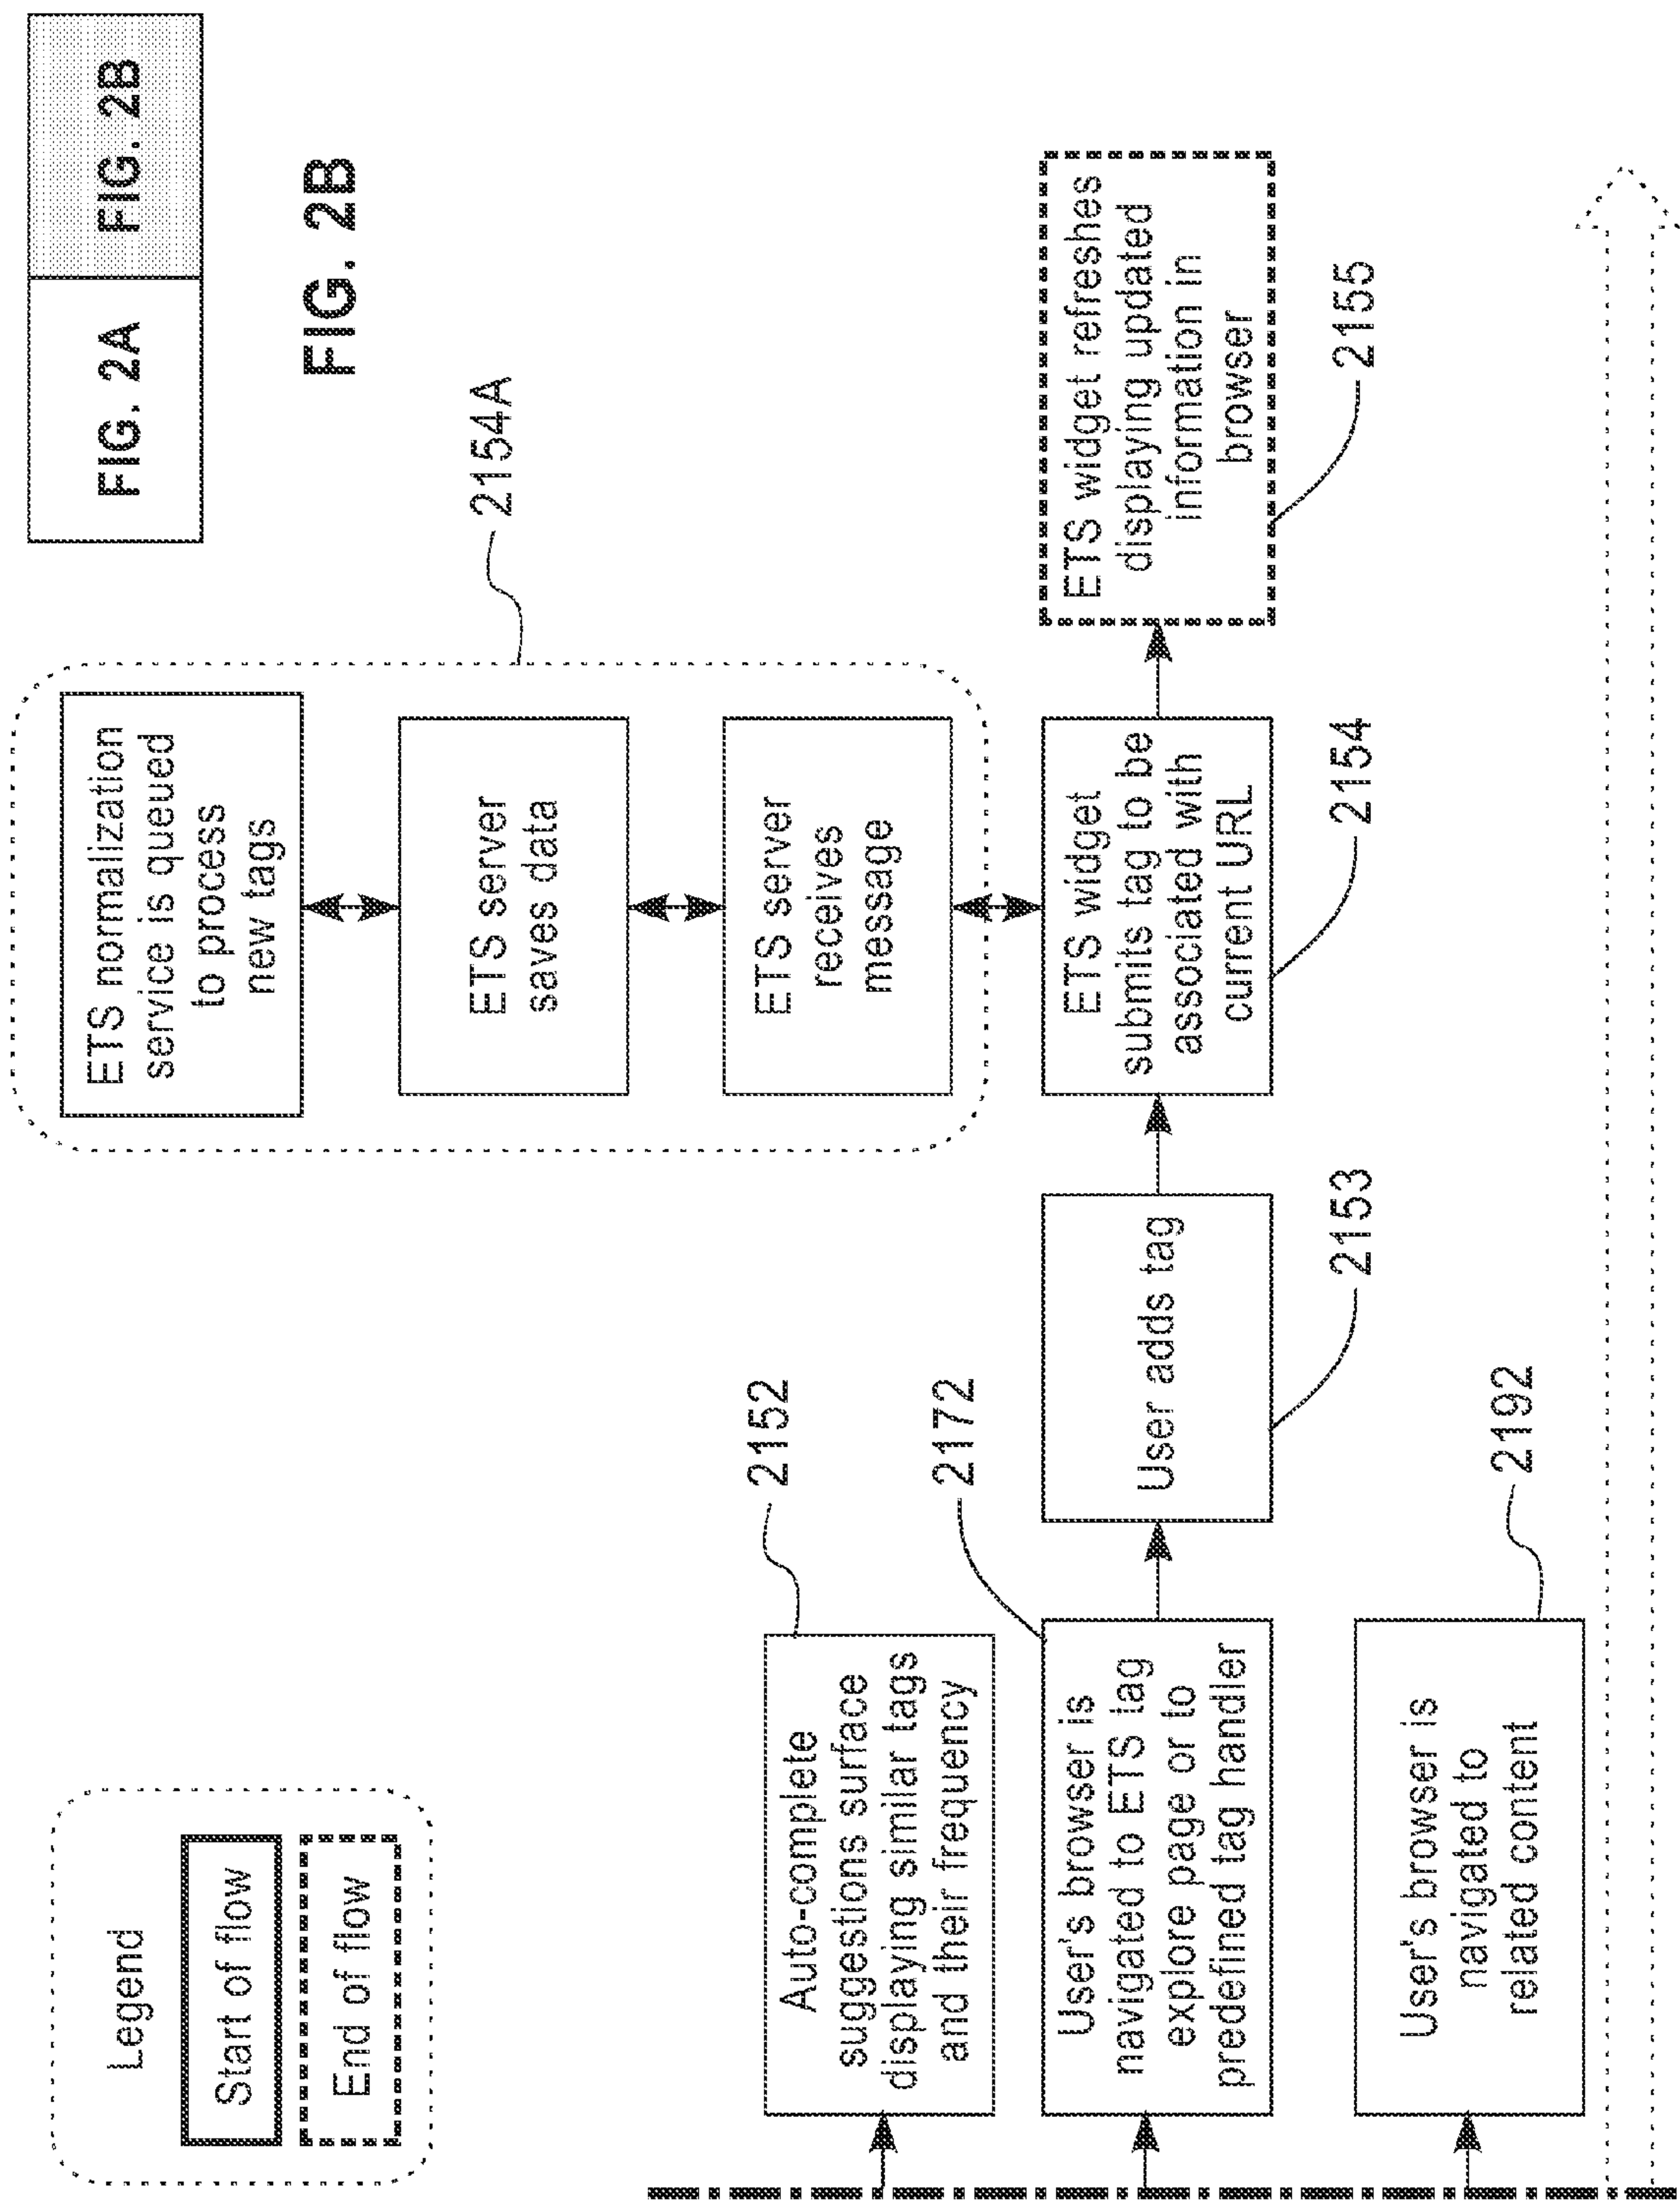 Legend
Start of flow
End of flow
FIG. 2A
FIG. 2B
FIG. 2B
ETS normalization
service is queued
to process
new tags
2154A
ETS server
saves data
ETS server
receives
message
Auto-complete
suggestions surface
displaying similar tags
and their frequency
2152
User's browser is
navigated to ETS tag
explore page or to
predefined tag handler
2172
User adds tag
2153
ETS widget
submits tag to be
associated with
current URL
2154
ETS widget refreshes
displaying updated
information in
browser
2155
User's browser is
navigated to
related content
2192